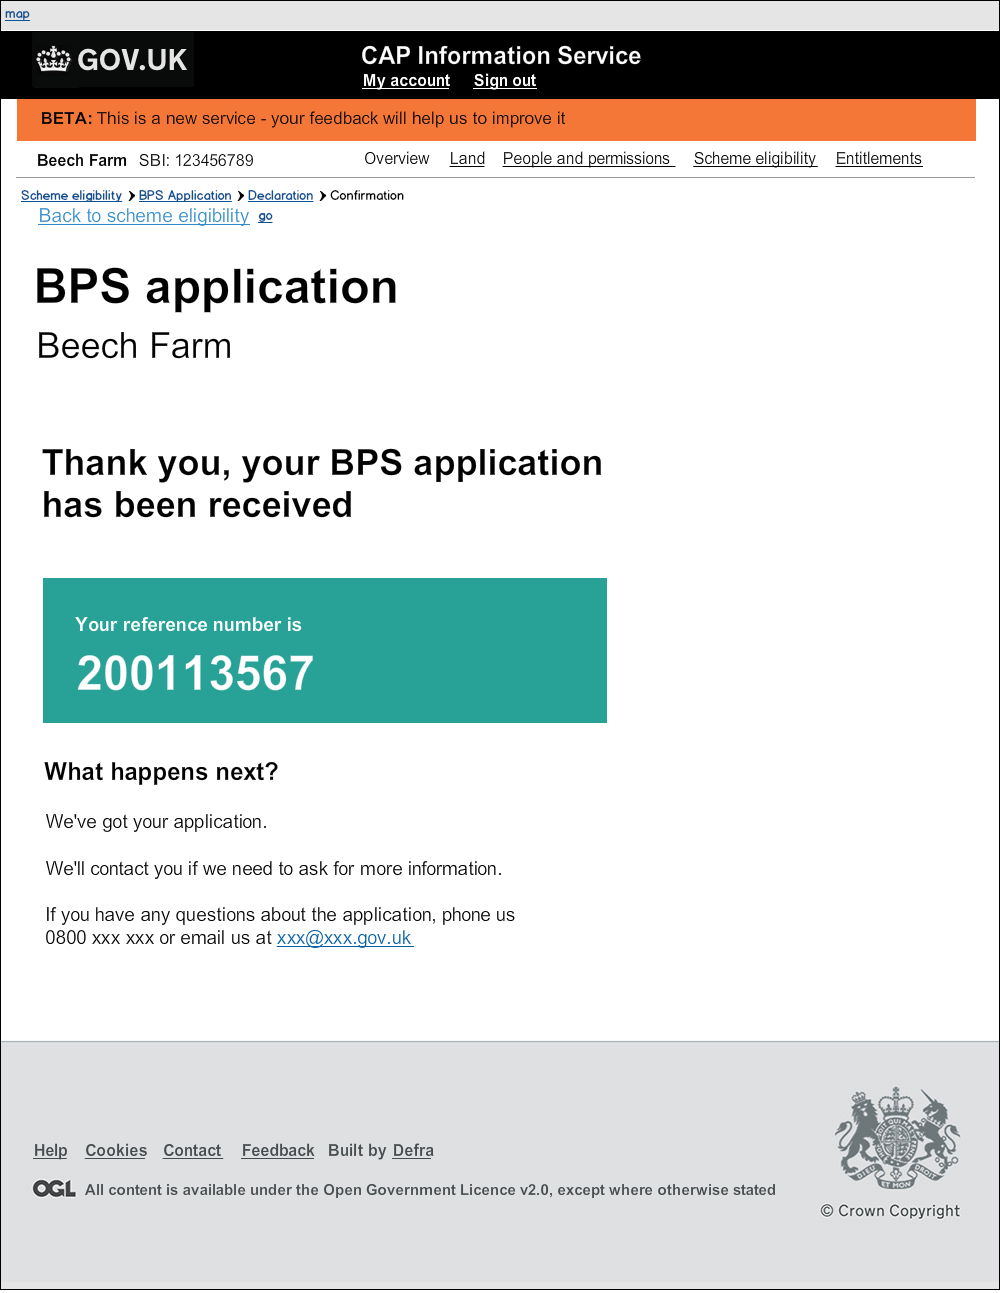 map
GOV.UK
CAP Information Service
My account Sign out
BETA: This is a new service - your feedback will help us to improve it
Beech Farm SBI: 123456789 Overview Land People and permissions Scheme eligibility Entitlements
Scheme eligibility BPS Application Declaration Confirmation
Back to scheme eligibility go
BPS application
Beech Farm
Thank you, your BPS application
has been received
Your reference number is
200113567
What happens next?
We've got your application.
We'll contact you if we need to ask for more information.
If you have any questions about the application, phone us
0800 xxx xxx or email us at xxx@xxx.gov.uk
Help Cookies Contact Feedback Built by Defra
OGL All content is available under the Open Government Licence v2.0, except where otherwise stated
DIEU ET MON DROIT
© Crown Copyright